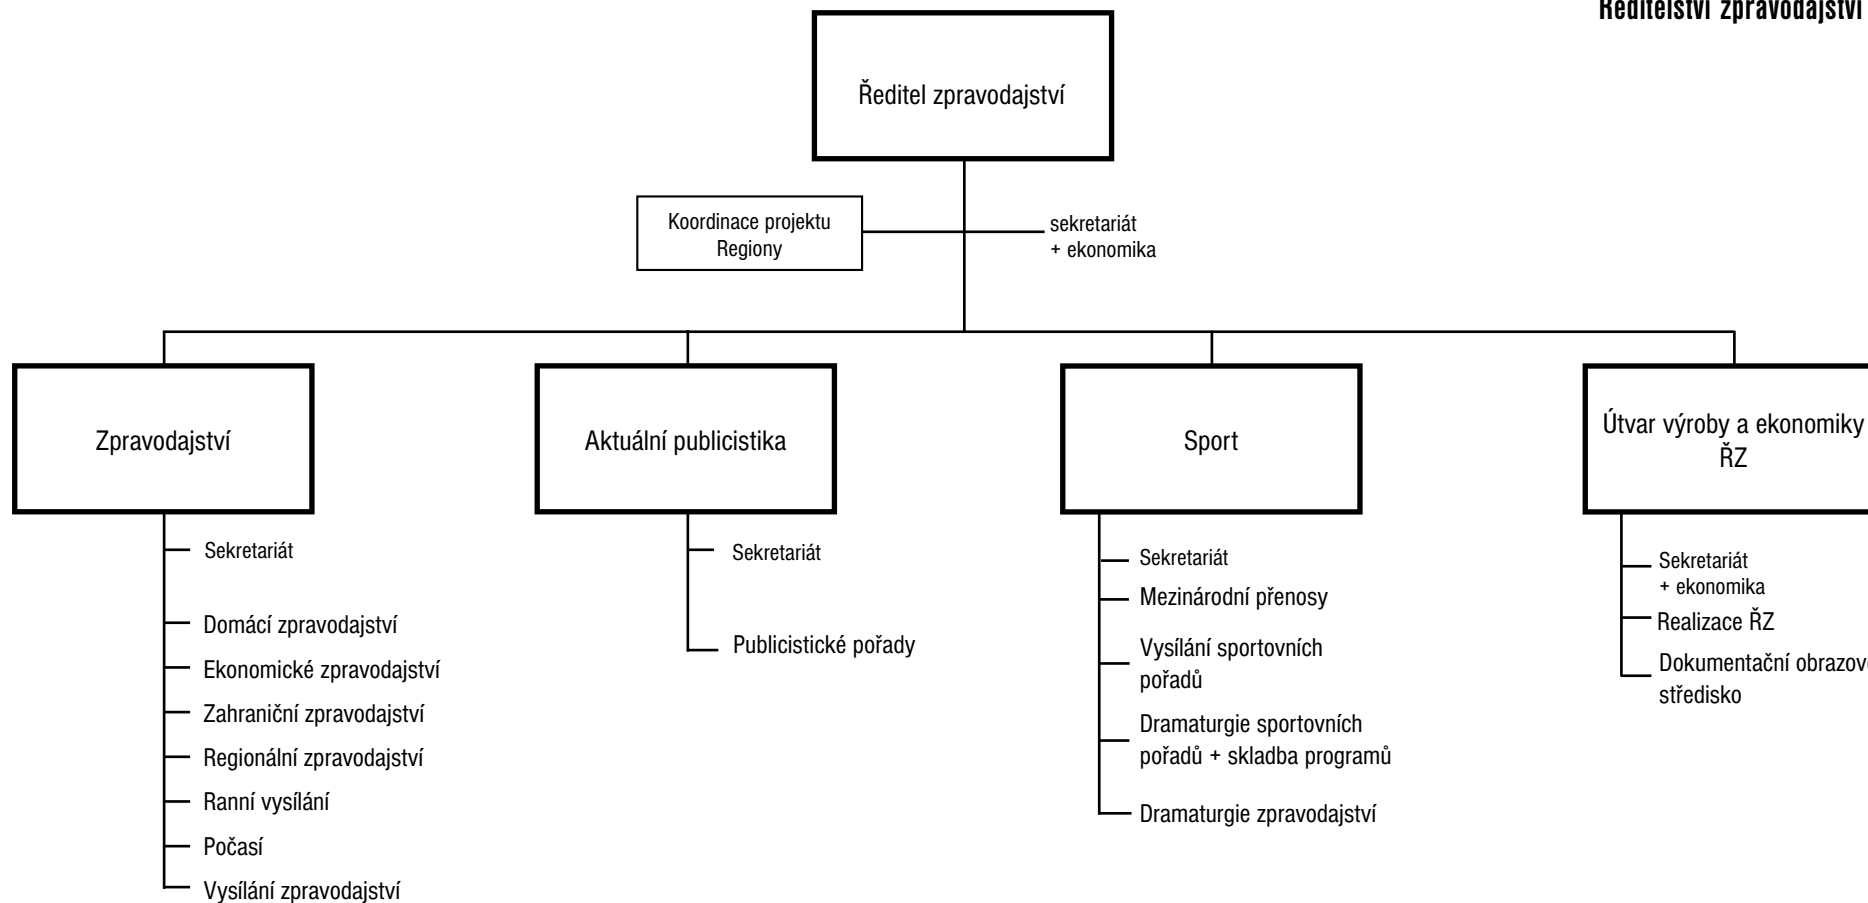 Ředitelství zpravodajství
Ředitel zpravodajství
Koordinace projektu
Regiony
sekretariát
+ ekonomika
Zpravodajství
Sekretariát
Domácí zpravodajství
Ekonomické zpravodajství
Zahraniční zpravodajství
Regionální zpravodajství
Ranní vysílání
Počasí
Vysílání zpravodajství
Aktuální publicistika
Sekretariát
Publicistické pořady
Sport
Sekretariát
Mezinárodní přenosy
Vysílání sportovních
pořadů
Dramaturgie sportovních
pořadů + skladba programů
Dramaturgie zpravodajství
Útvar výroby a ekonomiky
ŘZ
Sekretariát
+ ekonomika
Realizace ŘZ
Dokumentační
středisko